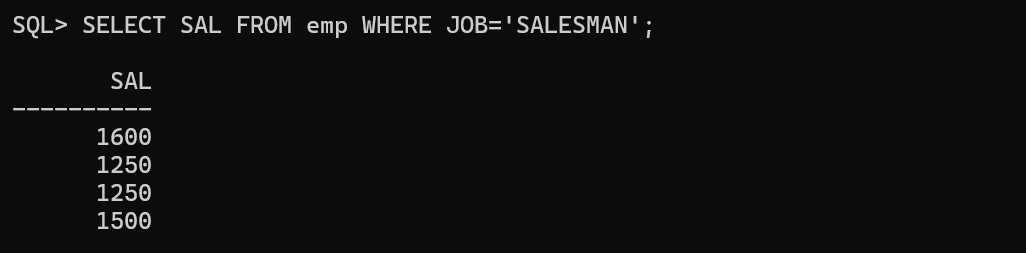 SQL> SELECT SAL FROM emp WHERE JOB='SALESMAN';
SAL
----------
1600
1250
1250
1500